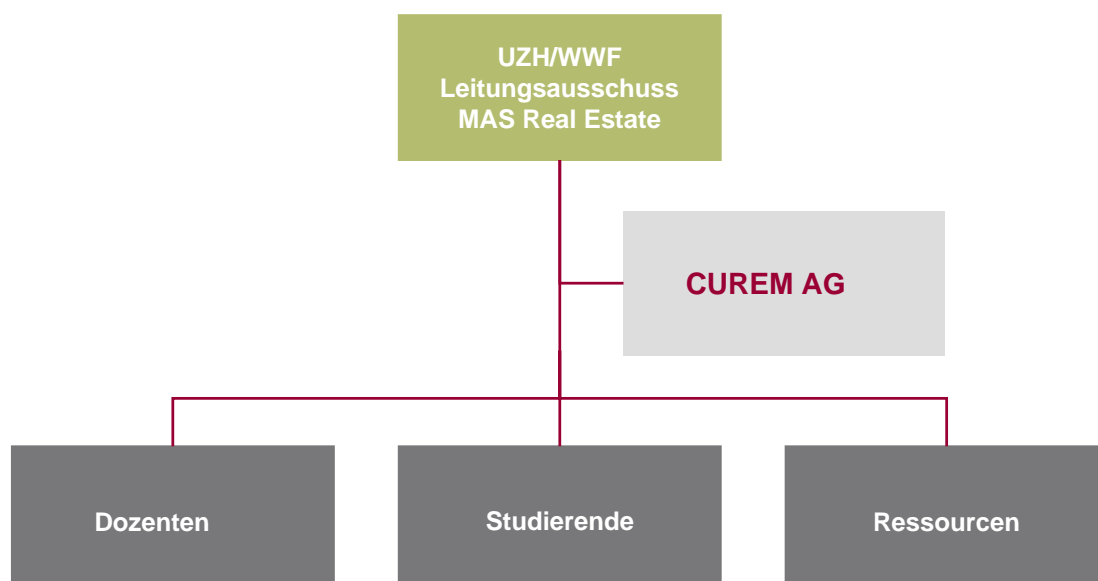 UZH/WWF
Leitungsausschuss
MAS Real Estate
CUREM AG
Dozenten
Studierende
Ressourcen